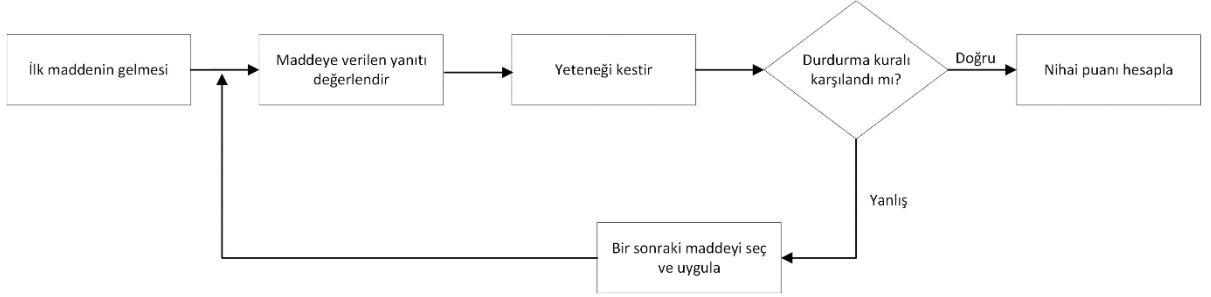 İlk maddenin gelmesi
Maddeye verilen yanıtı
değerlendir
Yeteneği kestir
Durdurma kuralı
karşılandı mı?
Doğru
Nihai puanı hesapla
Yanlış
Bir sonraki maddeyi seç
ve uygula